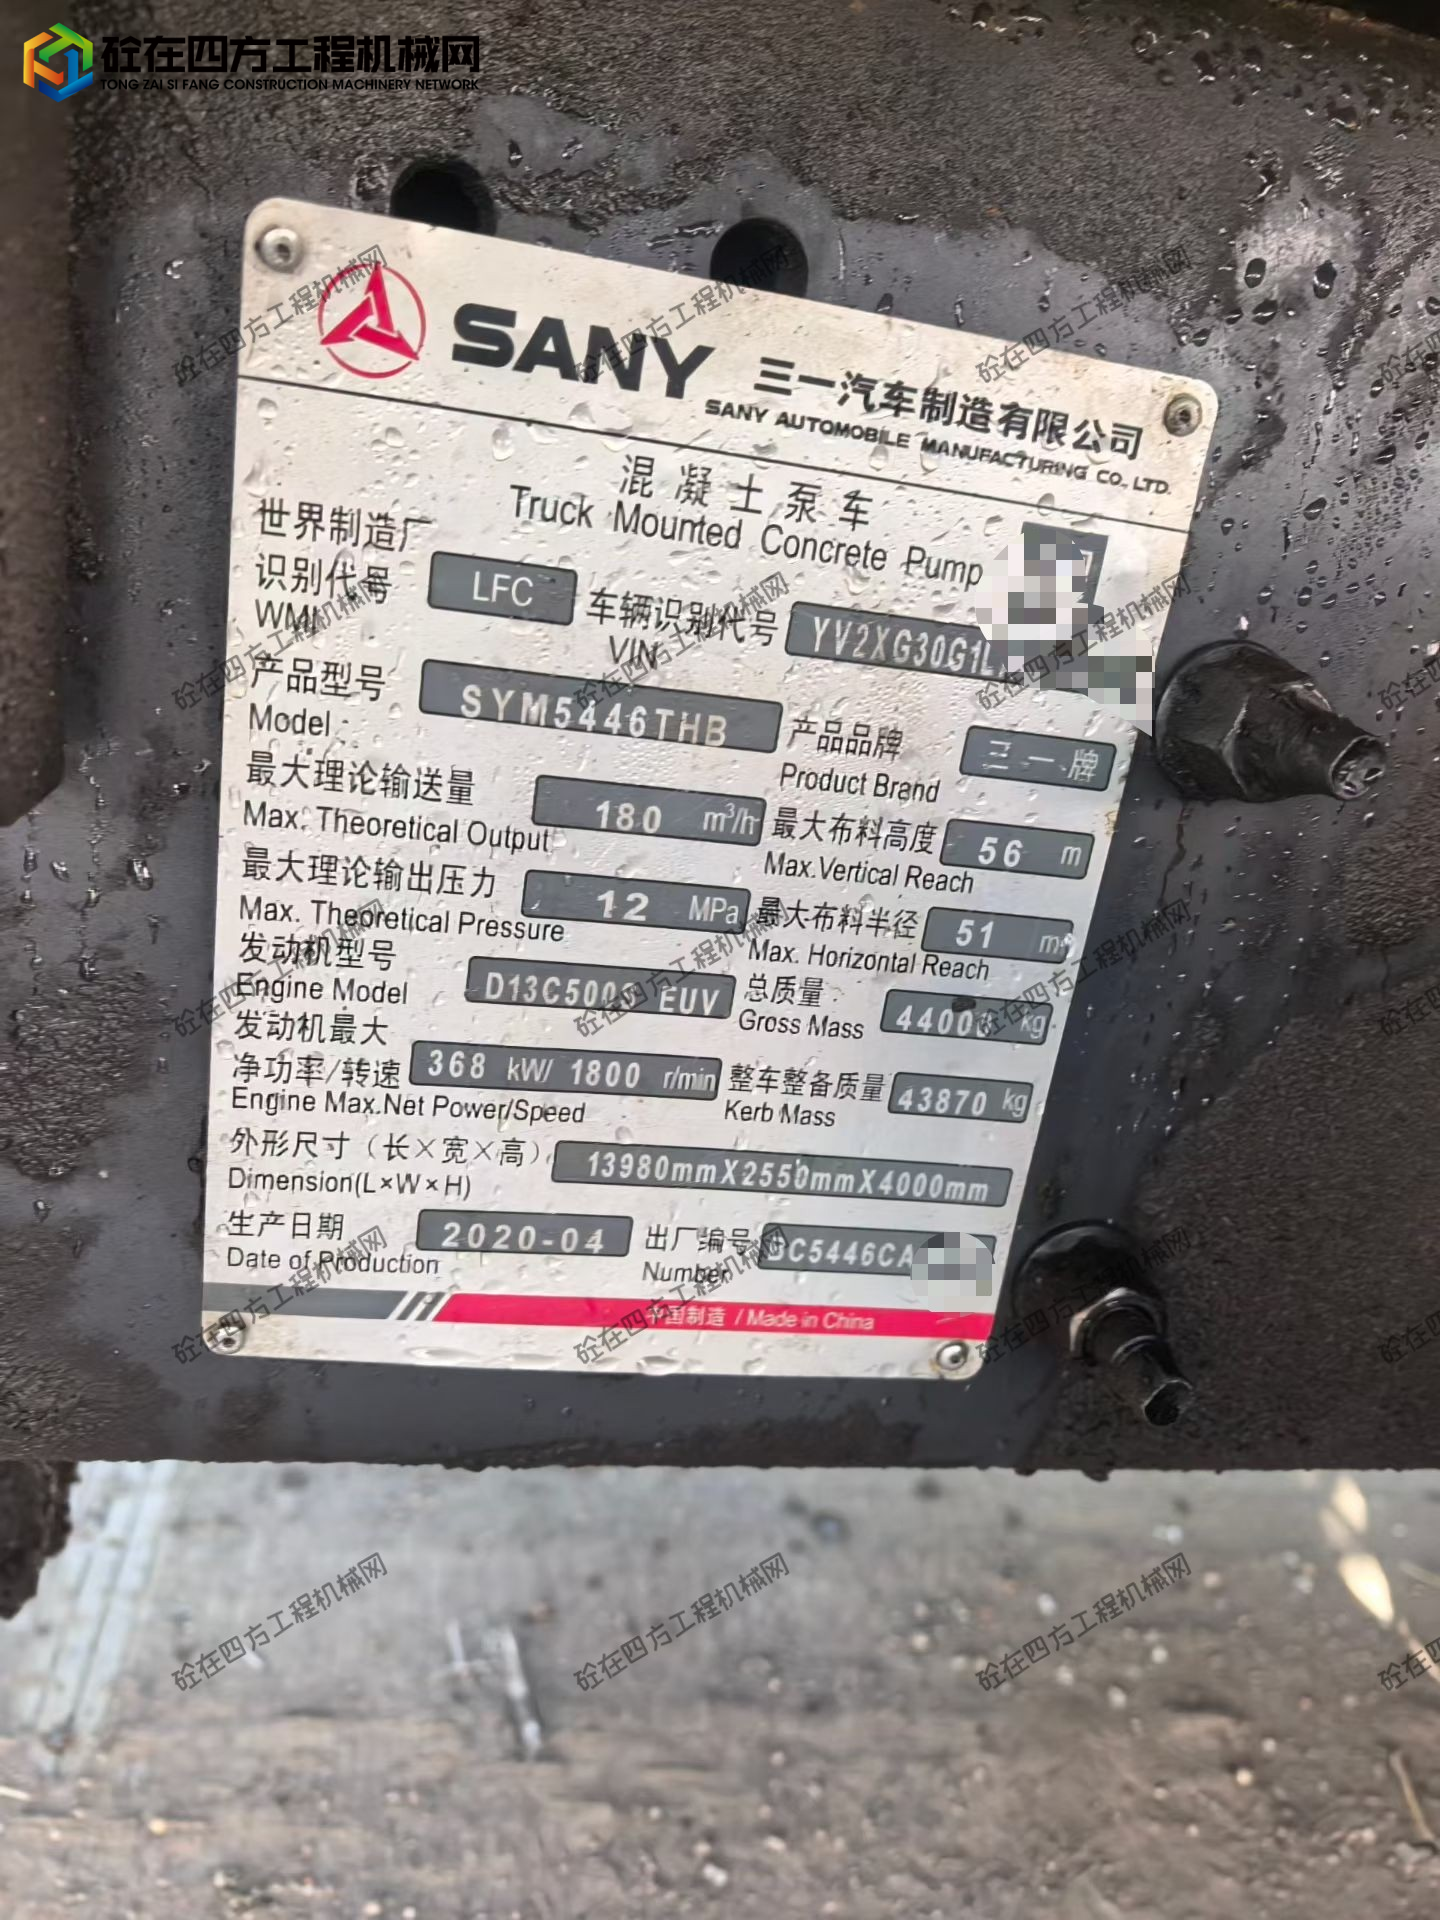 砼在四方工程机械网
TONG ZAI SI FANG CONSTRUCTION MACHINERY NETWORK
SANY 三一汽车制造有限公司
SANY AUTOMOBILE MANUFACTURING CO., LTD.
混凝土泵车
Truck Mounted Concrete Pump
世界制造厂
识别代号 LFC 车辆识别代号 YV2XG30G1L
WMI VIN
产品型号 SYM5446THB 产品品牌 三一牌
Model Product Brand
最大理论输送量 180 m³/h 最大布料高度 56 m
Max. Theoretical Output Max.Vertical Reach
最大理论输出压力 12 MPa 最大布料半径 51 m
Max. Theoretical Pressure Max. Horizontal Reach
发动机型号 EUV 总质量 kg
Engine Model Gross Mass
发动机最大
净功率/转速 368 kW/ 1800 r/min 整车整备质量 43870 kg
Engine Max.Net Power/Speed Kerb Mass
外形尺寸（长×宽×高） 13980mmX2550mmX4000mm
Dimension(L×W×H)
生产日期 2020-04 出厂编号 C5446CA
Date of Production Number
中国制造 / Made in China
砼在四方工程机械网